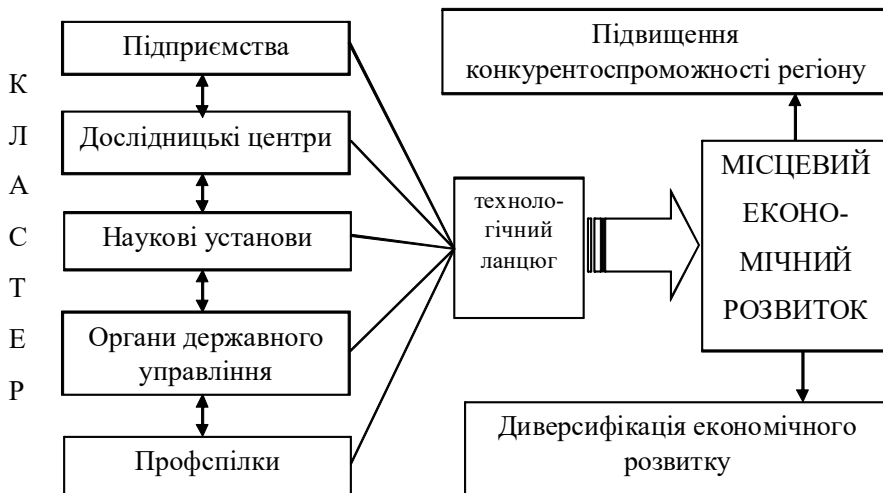 КЛАСТЕР
Підприємства
Дослідницькі центри
Наукові установи
Органи державного
управління
Профспілки
техноло-
гічний
ланцюг
Підвищення
конкурентоспроможності регіону
МІСЦЕВИЙ
ЕКОНО-
МІЧНИЙ
РОЗВИТОК
Диверсифікація економічного
розвитку